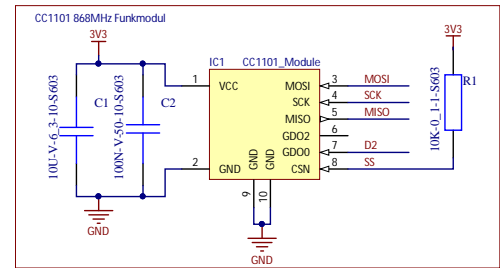 CC1101 868MHz Funkmodul
3V3
3V3
IC1 CC1101_Module
1 VCC MOSI 3 MOSI
SCK 4 SCK
MISO 5 MISO
GDO2 6
GDO0 7 D2
2 GND CSN 8 SS
GND GND
9 10
C1
10U-V-6_3-10-S603
C2
100N-V-50-10-S603
R1
10K-0_1-1-S603
GND
GND